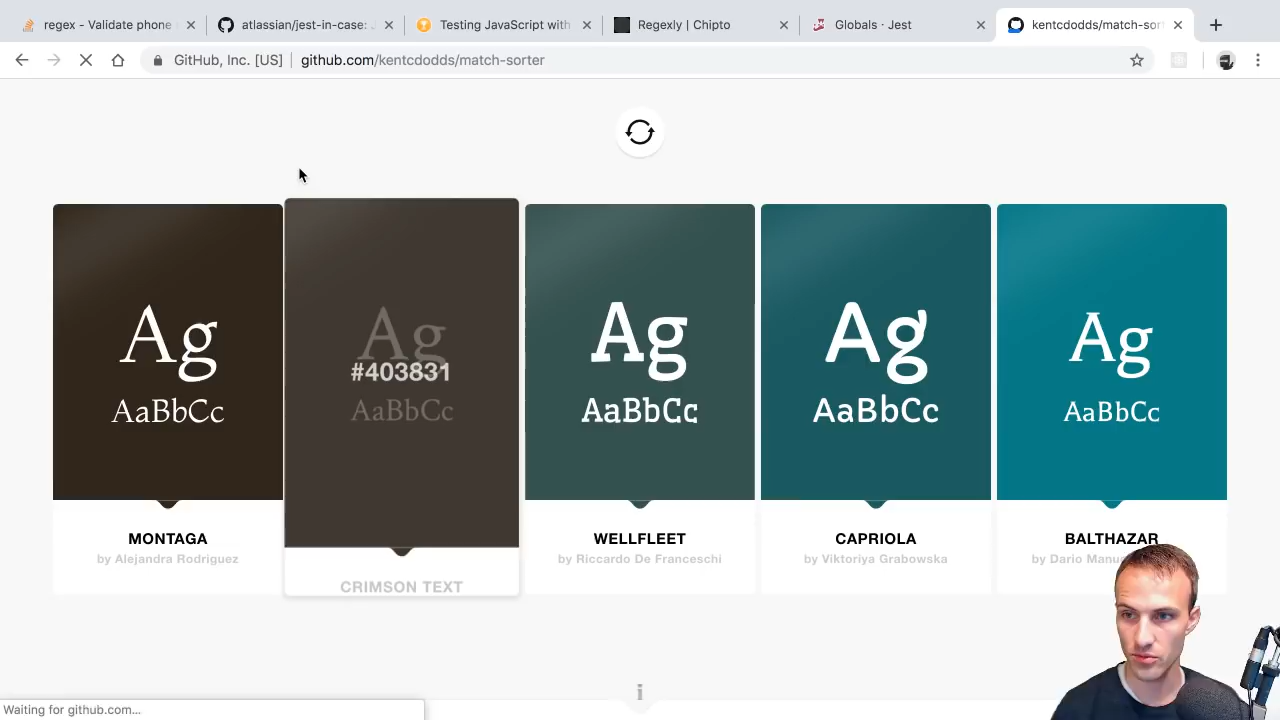 regex - Validate phone
atlassian/jest-in-case: J
Testing JavaScript with
Regexly | Chipto
Globals · Jest
kentcdodds/match-sort
GitHub, Inc. [US]
github.com/kentcdodds/match-sorter
Ag
#403831
AaBbCc
Ag
AaBbCc
Ag
AaBbCc
Ag
AaBbCc
Ag
AaBbCc
MONTAGA
by Alejandra Rodriguez
CRIMSON TEXT
WELLFLEET
by Riccardo De Franceschi
CAPRIOLA
by Viktoriya Grabowska
BALTHAZAR
by Dario
i
Waiting for github.com...